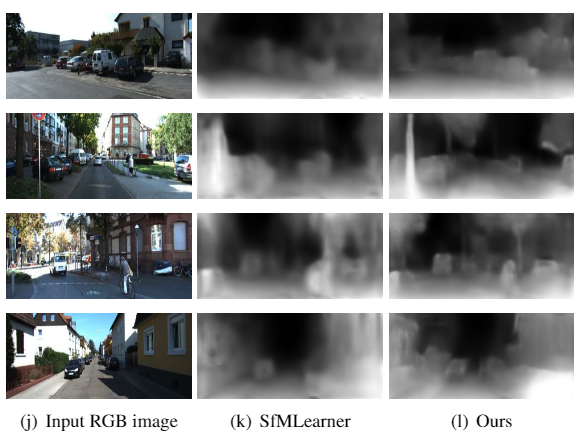 (j) Input RGB image
(k) SfMLearner
(l) Ours